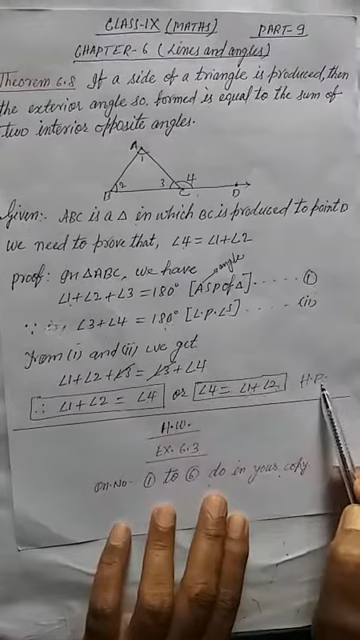 CLASS-IX (MATHS) PART-9
CHAPTER-6 (Lines and angles)
Theorem 6.8 If a side of a triangle is produced, then
the exterior angle so formed is equal to the sum of
two interior opposite angles.
A
1
B 2 3 C 4 D
Given:- ABC is a Δ in which BC is produced to point D
we need to prove that, ∠4 = ∠1+∠2
angle
proof: In ΔABC, we have
∠1+∠2+∠3 = 180° [ASP of Δ] ..... (i)
∵ ∠3+∠4 = 180° [L.P.∠s] ..... (ii)
From (i) and (ii) we get
∠1+∠2+∠3 = ∠3+∠4
∴ ∠1+∠2 = ∠4 or ∠4 = ∠1+∠2 H.P.
H.W.
EX. 6.3
Qn.No- ① to ⑥ do in your copy.